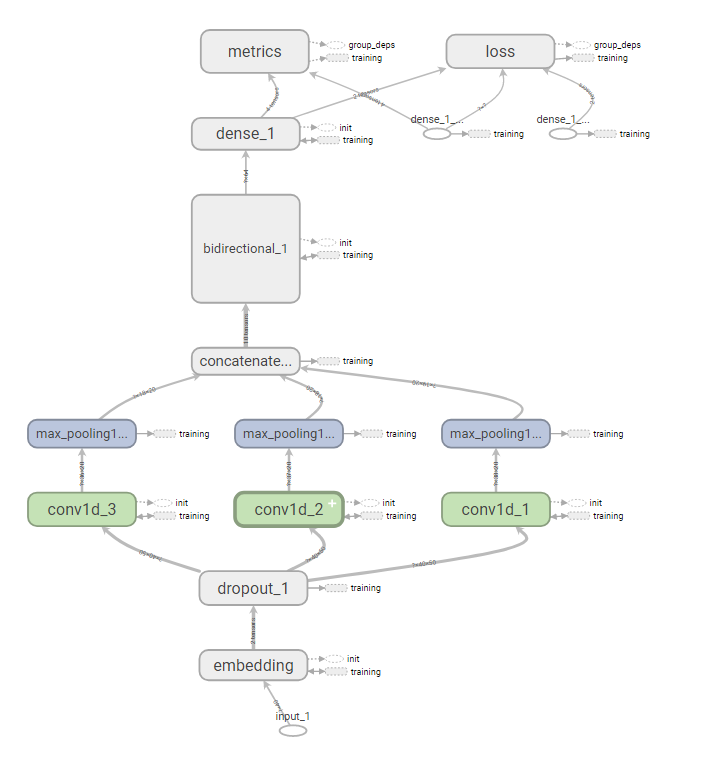 metrics
group_deps
training
loss
group_deps
training
dense_1
init
training
dense_1_...
training
dense_1_...
training
bidirectional_1
init
training
concatenate...
training
max_pooling1...
training
max_pooling1...
training
max_pooling1...
training
conv1d_3
init
training
conv1d_2
init
training
conv1d_1
init
training
?×40×50
dropout_1
training
embedding
init
training
input_1